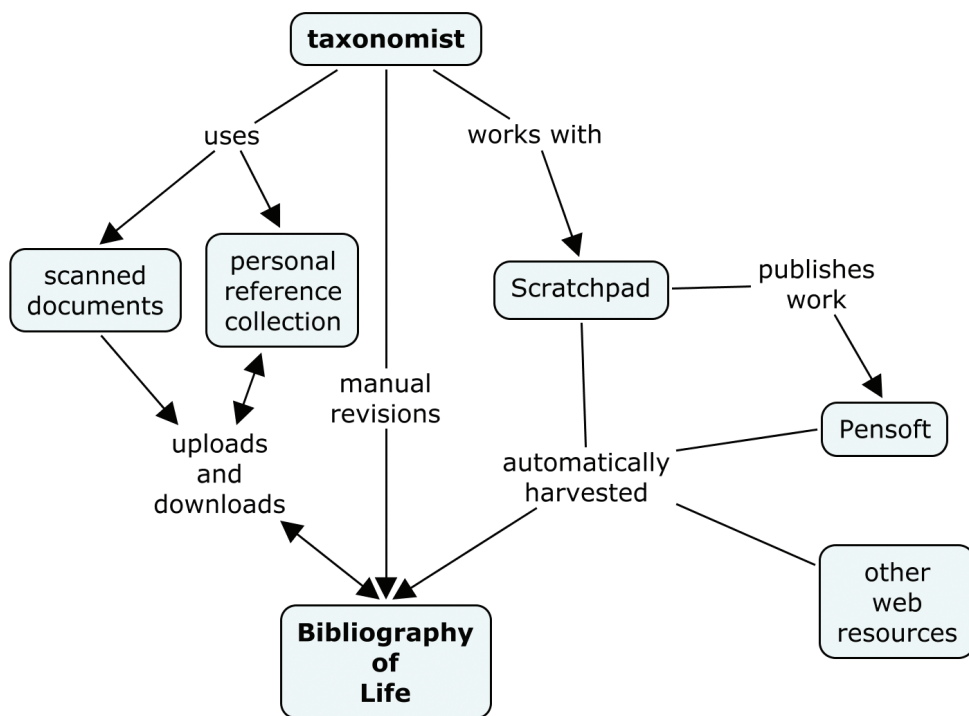 taxonomist
uses
works with
scanned
documents
personal
reference
collection
Scratchpad
publishes
work
manual
revisions
Pensoft
uploads
and
downloads
automatically
harvested
other
web
resources
Bibliography
of
Life